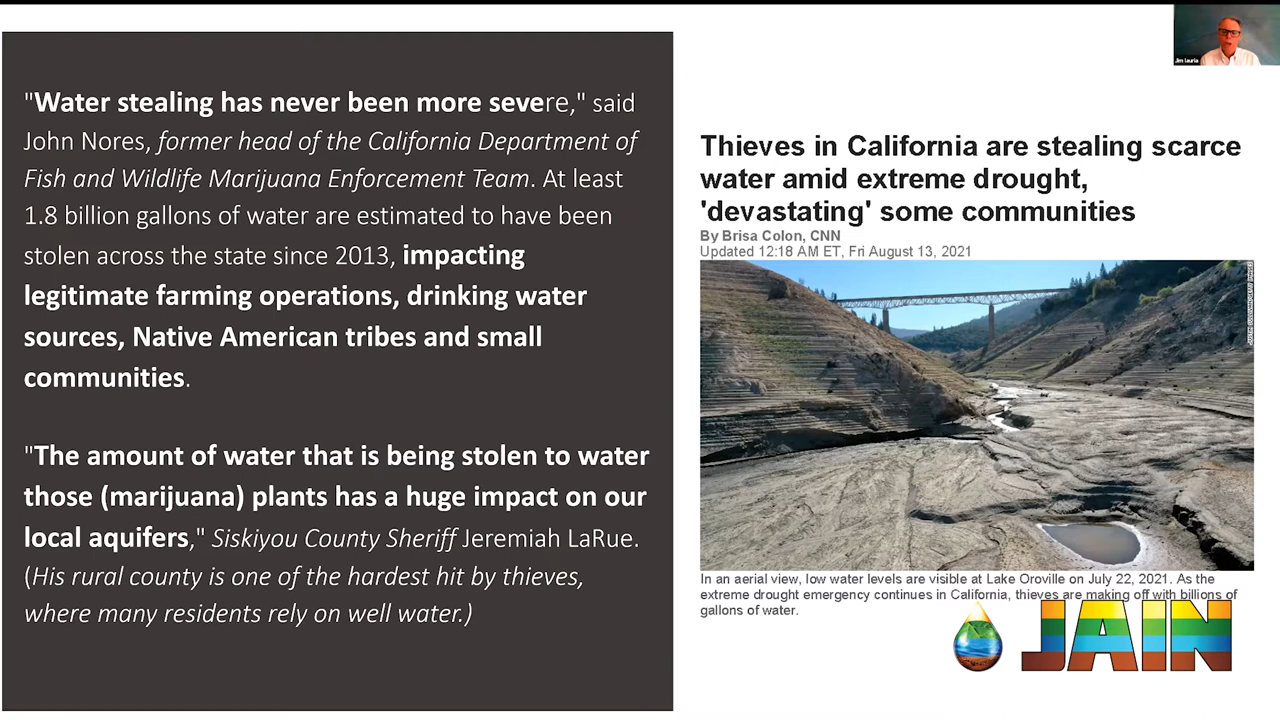 "Water stealing has never been more severe," said
John Nores, former head of the California Department of
Fish and Wildlife Marijuana Enforcement Team. At least
1.8 billion gallons of water are estimated to have been
stolen across the state since 2013, impacting
legitimate farming operations, drinking water
sources, Native American tribes and small
communities.
"The amount of water that is being stolen to water
those (marijuana) plants has a huge impact on our
local aquifers," Siskiyou County Sheriff Jeremiah LaRue.
(His rural county is one of the hardest hit by thieves,
where many residents rely on well water.)
Jim lauria
Thieves in California are stealing scarce
water amid extreme drought,
'devastating' some communities
By Brisa Colon, CNN
Updated 12:18 AM ET, Fri August 13, 2021
In an aerial view, low water levels are visible at Lake Oroville on July 22, 2021. As the
extreme drought emergency continues in California, thieves are making off with billions of
gallons of water.
JAIN